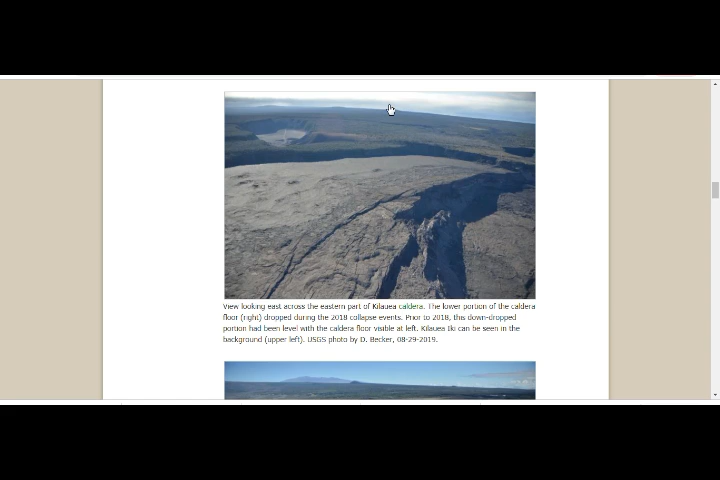 View looking east across the eastern part of Kilauea caldera. The lower portion of the caldera
floor (right) dropped during the 2018 collapse events. Prior to 2018, this down-dropped
portion had been level with the caldera floor visible at left. Kilauea Iki can be seen in the
background (upper left). USGS photo by D. Becker, 08-29-2019.